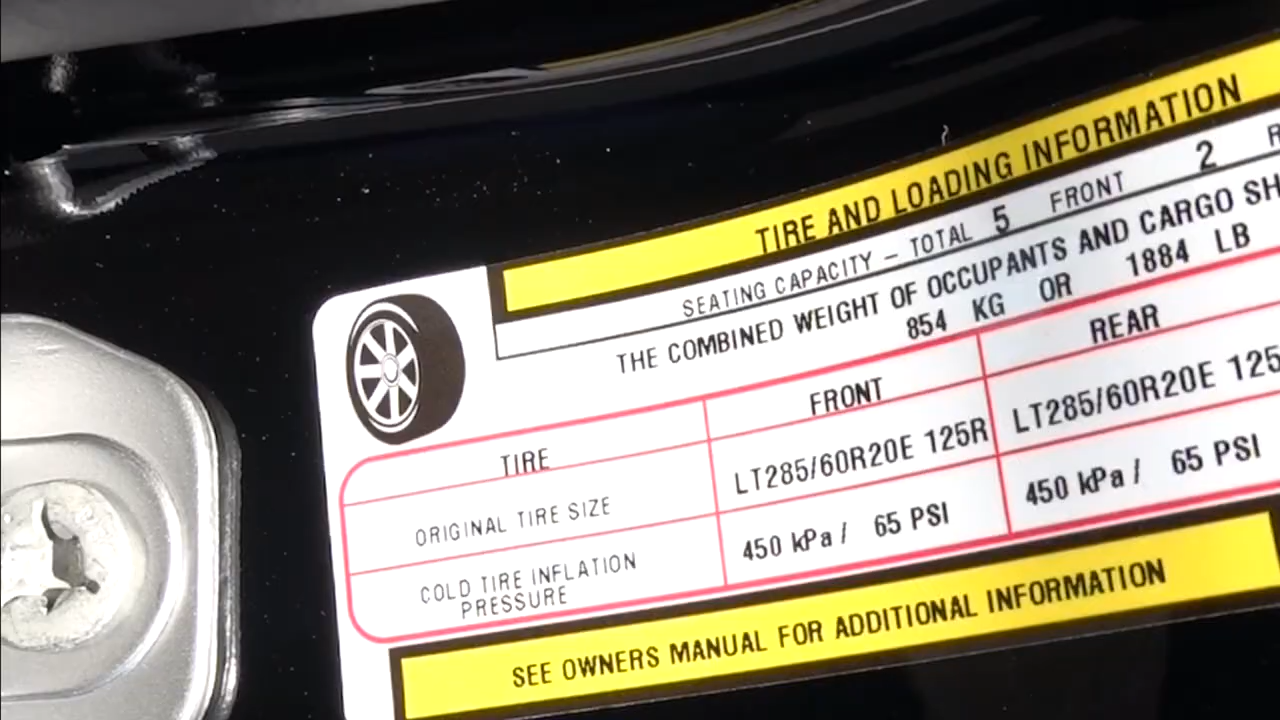 TIRE AND LOADING INFORMATION
SEATING CAPACITY – TOTAL 5 FRONT 2
THE COMBINED WEIGHT OF OCCUPANTS AND CARGO
854 KG OR 1884 LB
TIRE FRONT REAR
ORIGINAL TIRE SIZE LT285/60R20E 125R LT285/60R20E 125
COLD TIRE INFLATION PRESSURE 450 kPa / 65 PSI 450 kPa / 65 PSI
SEE OWNERS MANUAL FOR ADDITIONAL INFORMATION